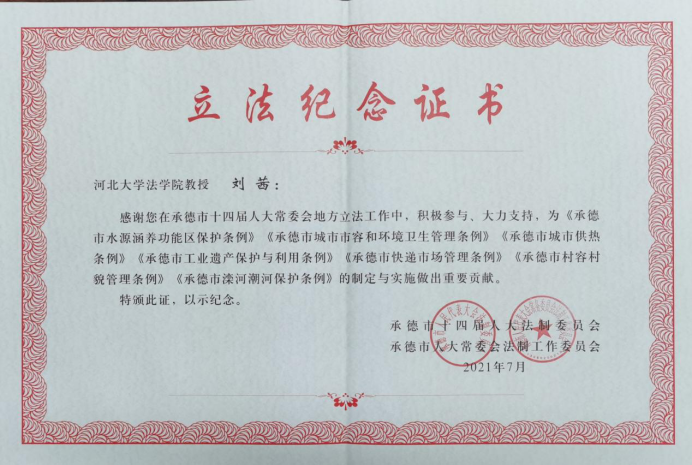 立法纪念证书
河北大学法学院教授 刘茜:
感谢您在承德市十四届人大常委会地方立法工作中，积极参与、大力支持，为《承德
市水源涵养功能区保护条例》《承德市城市市容和环境卫生管理条例》《承德市城市供热
条例》《承德市工业遗产保护与利用条例》《承德市快递市场管理条例》《承德市村容村
貌管理条例》《承德市滦河潮河保护条例》的制定与实施做出重要贡献。
特颁此证，以示纪念。
承德市十四届人大法制委员会
承德市人大常委会法制工作委员会
2021年7月